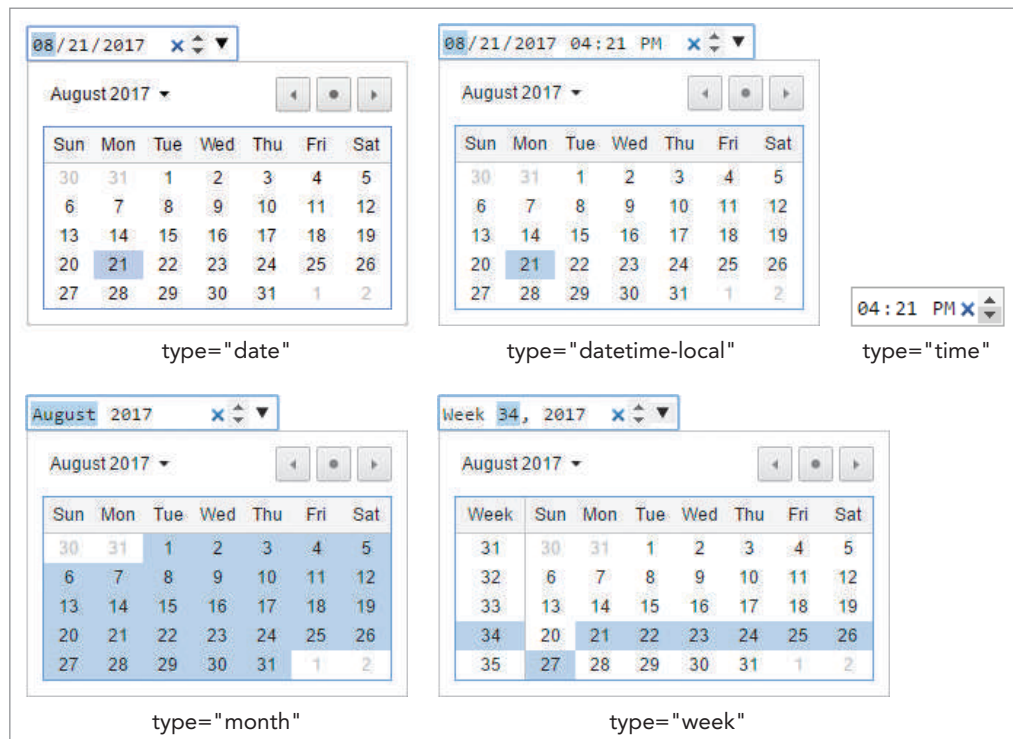 08/21/2017
August 2017
Sun Mon Tue Wed Thu Fri Sat
30 31 1 2 3 4 5
6 7 8 9 10 11 12
13 14 15 16 17 18 19
20 21 22 23 24 25 26
27 28 29 30 31 1 2
type="date"
08/21/2017 04:21 PM
August 2017
Sun Mon Tue Wed Thu Fri Sat
30 31 1 2 3 4 5
6 7 8 9 10 11 12
13 14 15 16 17 18 19
20 21 22 23 24 25 26
27 28 29 30 31 1 2
type="datetime-local"
04:21 PM
type="time"
August 2017
August 2017
Sun Mon Tue Wed Thu Fri Sat
30 31 1 2 3 4 5
6 7 8 9 10 11 12
13 14 15 16 17 18 19
20 21 22 23 24 25 26
27 28 29 30 31 1 2
type="month"
Week 34, 2017
August 2017
Week Sun Mon Tue Wed Thu Fri Sat
31 30 31 1 2 3 4 5
32 6 7 8 9 10 11 12
33 13 14 15 16 17 18 19
34 20 21 22 23 24 25 26
35 27 28 29 30 31 1 2
type="week"